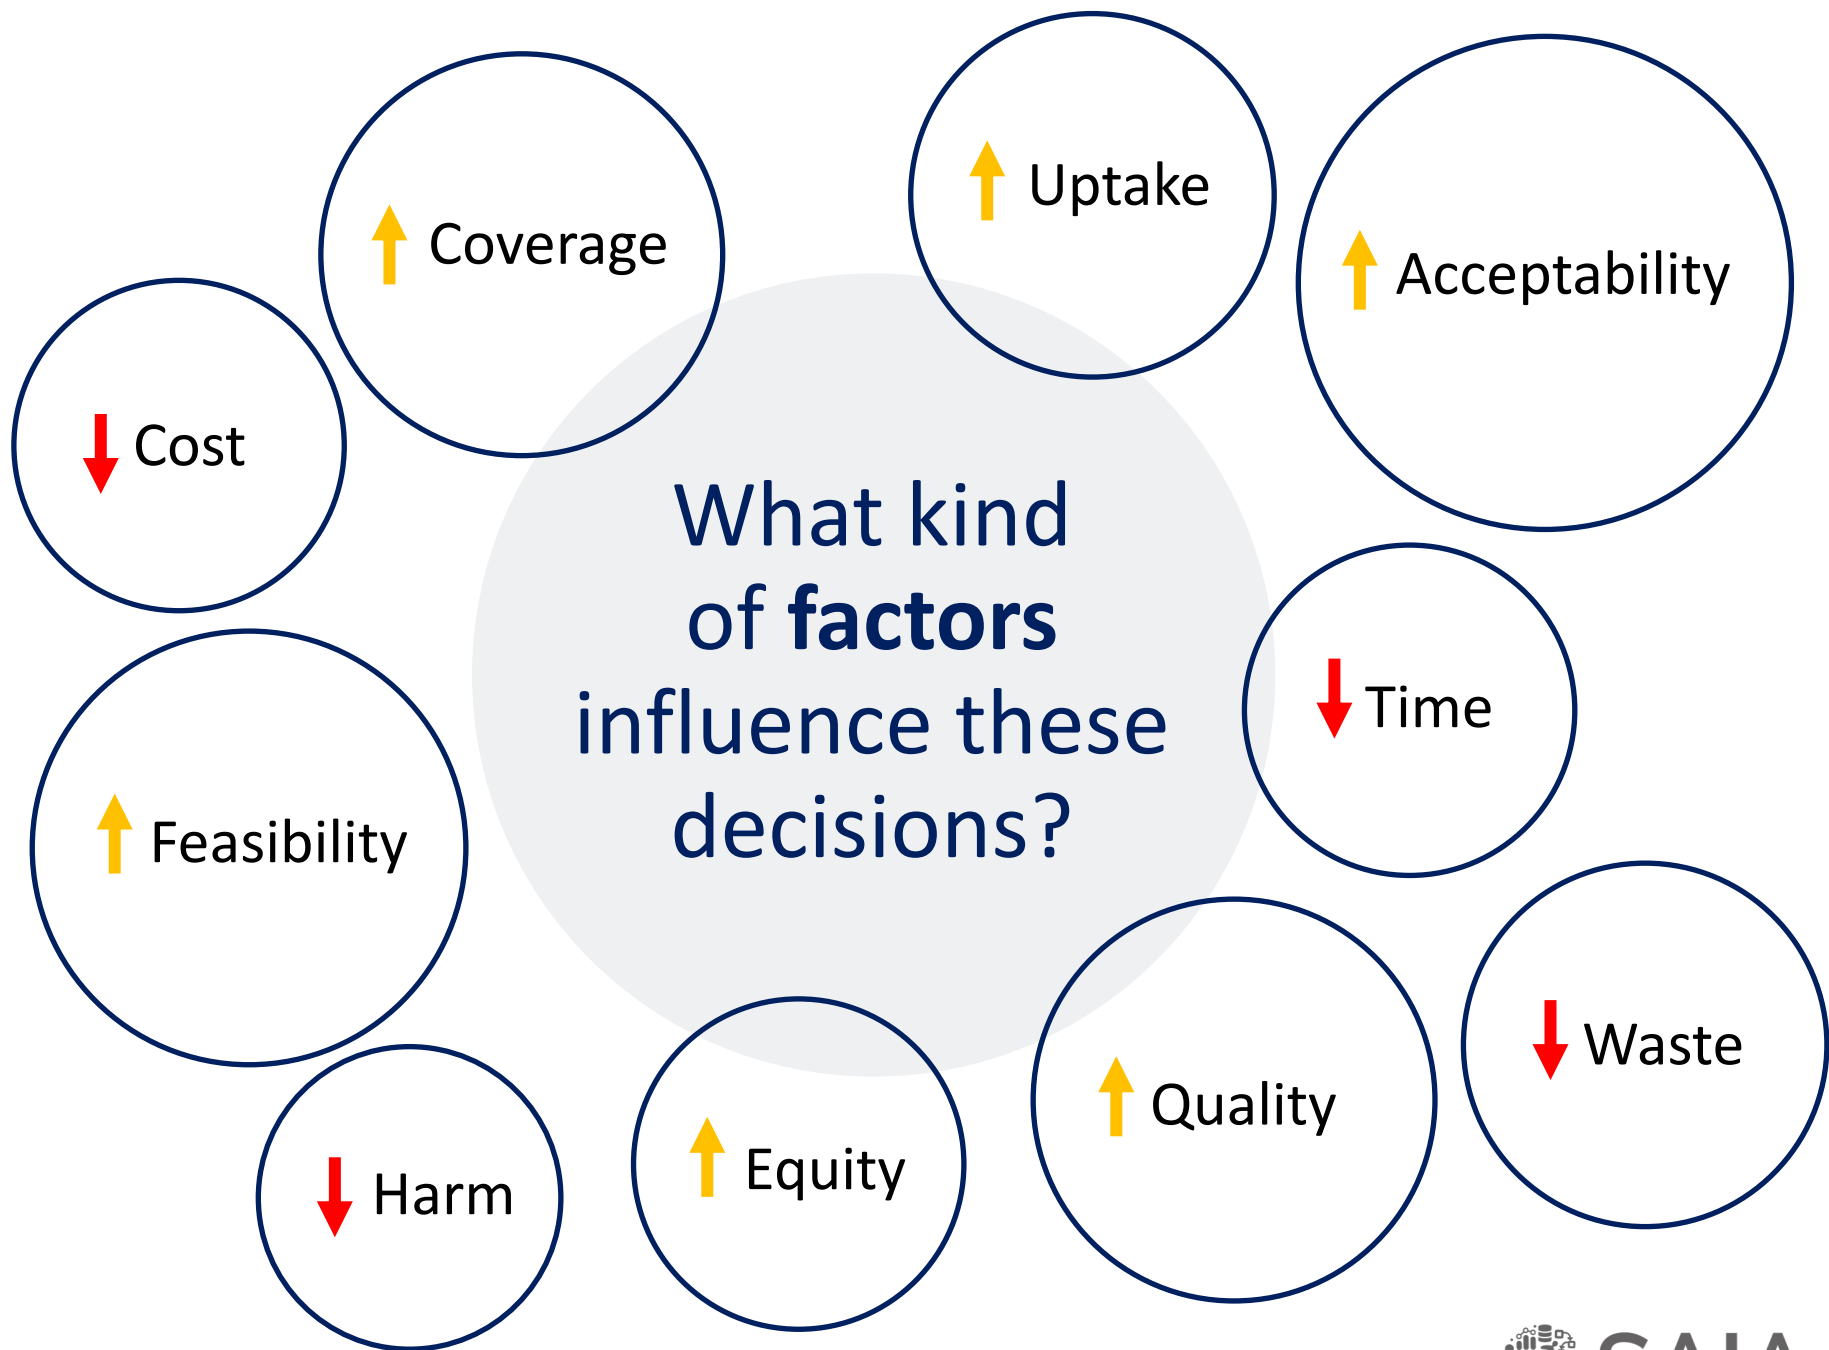 Uptake
Coverage
Acceptability
Cost
What kind
of factors
influence these
decisions?
Time
Feasibility
Waste
Quality
Equity
Harm